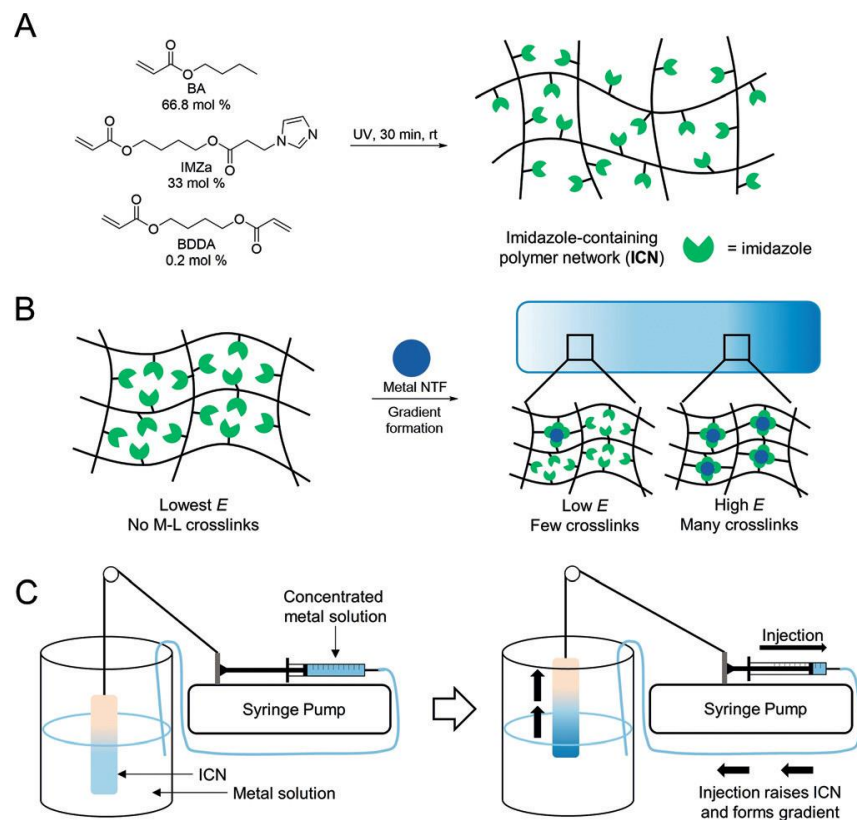 A
O
O
BA
66.8 mol %
O
O
O
O
N
N
IMZa
33 mol %
O
O
O
O
BDDA
0.2 mol %
UV, 30 min, rt
Imidazole-containing
polymer network (ICN)
= imidazole
B
Lowest E
No M-L crosslinks
Metal NTF
Gradient
formation
Low E
Few crosslinks
High E
Many crosslinks
C
Concentrated
metal solution
Syringe Pump
ICN
Metal solution
Injection
Syringe Pump
Injection raises ICN
and forms gradient